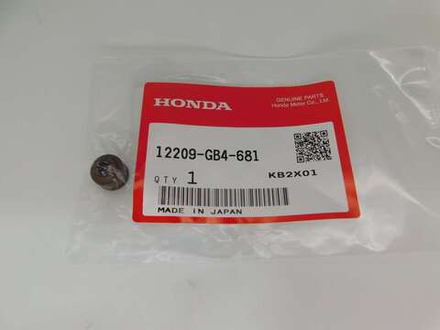 GENUINE PARTS
Honda Motor Co., Ltd.
HONDA
12209-GB4-681
KB2X01
QTY 1
MADE IN JAPAN